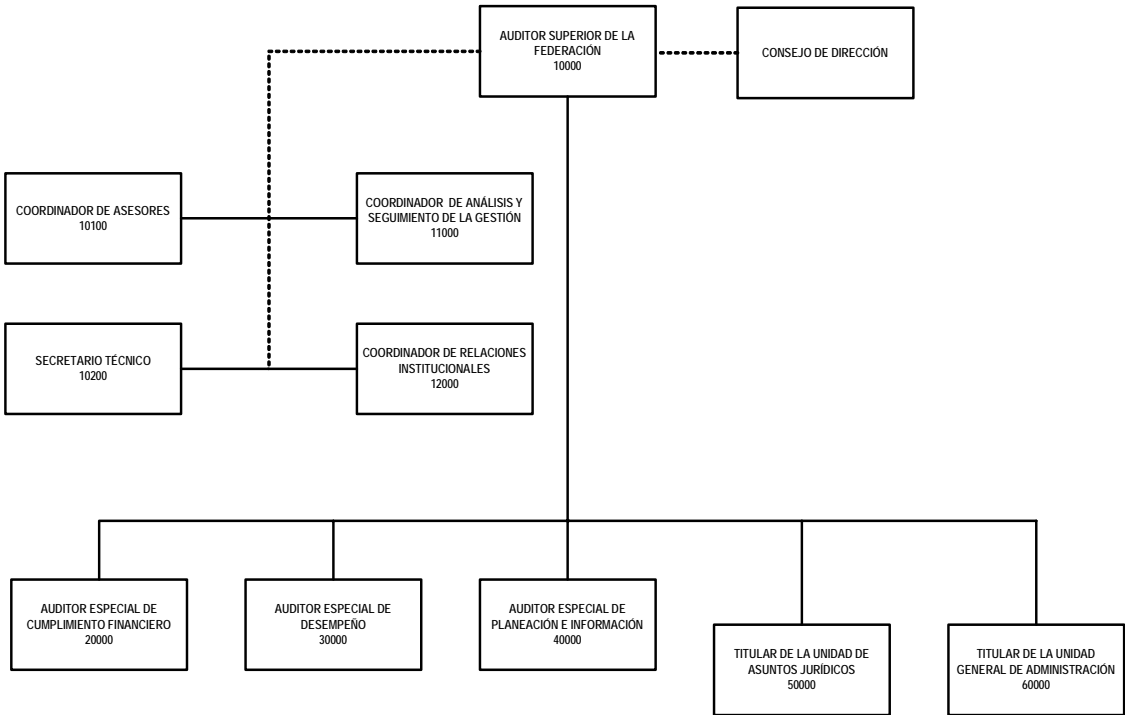 AUDITOR SUPERIOR DE LA
FEDERACIÓN
10000
CONSEJO DE DIRECCIÓN
COORDINADOR DE ASESORES
10100
COORDINADOR DE ANÁLISIS Y
SEGUIMIENTO DE LA GESTIÓN
11000
SECRETARIO TÉCNICO
10200
COORDINADOR DE RELACIONES
INSTITUCIONALES
12000
AUDITOR ESPECIAL DE
CUMPLIMIENTO FINANCIERO
20000
AUDITOR ESPECIAL DE
DESEMPEÑO
30000
AUDITOR ESPECIAL DE
PLANEACIÓN E INFORMACIÓN
40000
TITULAR DE LA UNIDAD DE
ASUNTOS JURÍDICOS
50000
TITULAR DE LA UNIDAD
GENERAL DE ADMINISTRACIÓN
60000